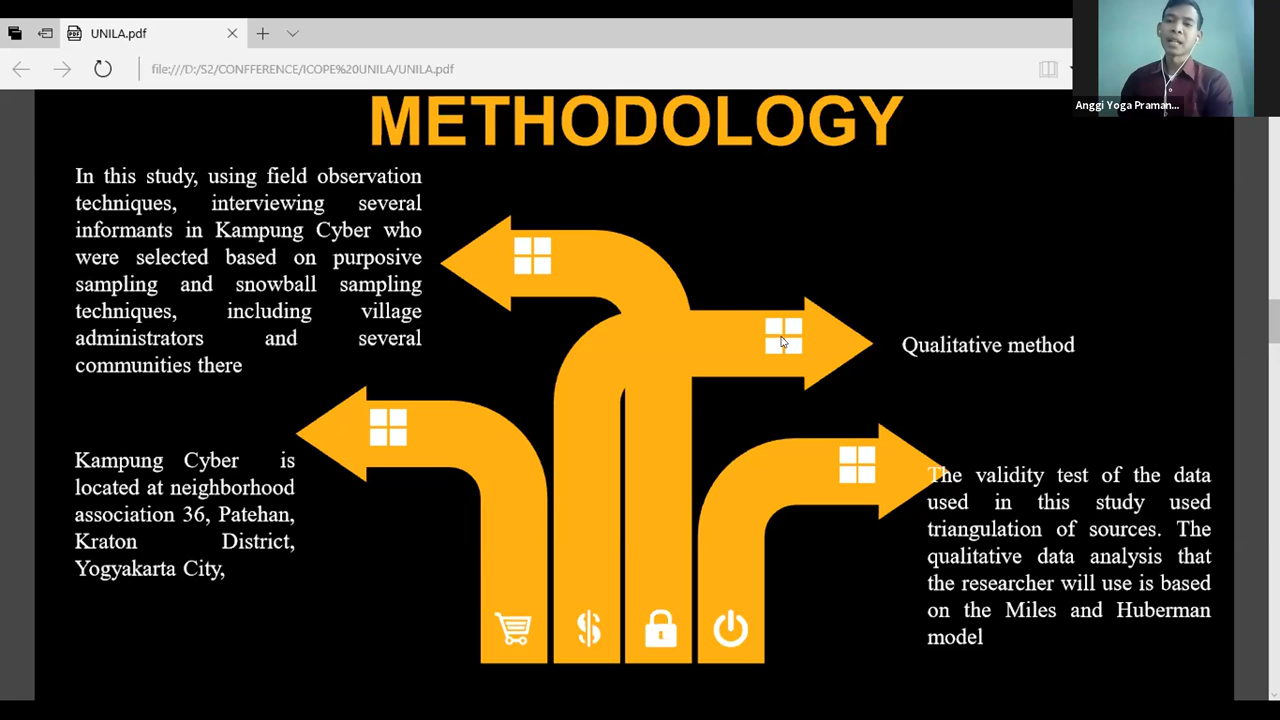 UNILA.pdf
file:///D:/S2/CONFFERENCE/ICOPE%20UNILA/UNILA.pdf
Anggi Yoga Praman...
METHODOLOGY
In this study, using field observation
techniques, interviewing several
informants in Kampung Cyber who
were selected based on purposive
sampling and snowball sampling
techniques, including village
administrators and several
communities there
Qualitative method
Kampung Cyber is
located at neighborhood
association 36, Patehan,
Kraton District,
Yogyakarta City,
The validity test of the data
used in this study used
triangulation of sources. The
qualitative data analysis that
the researcher will use is based
on the Miles and Huberman
model